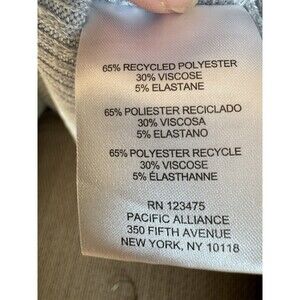 65% RECYCLED POLYESTER
30% VISCOSE
5% ELASTANE
65% POLIESTER RECICLADO
30% VISCOSA
5% ELASTANO
65% POLYESTER RECYCLE
30% VISCOSE
5% ÉLASTHANNE
RN 123475
PACIFIC ALLIANCE
350 FIFTH AVENUE
NEW YORK, NY 10118